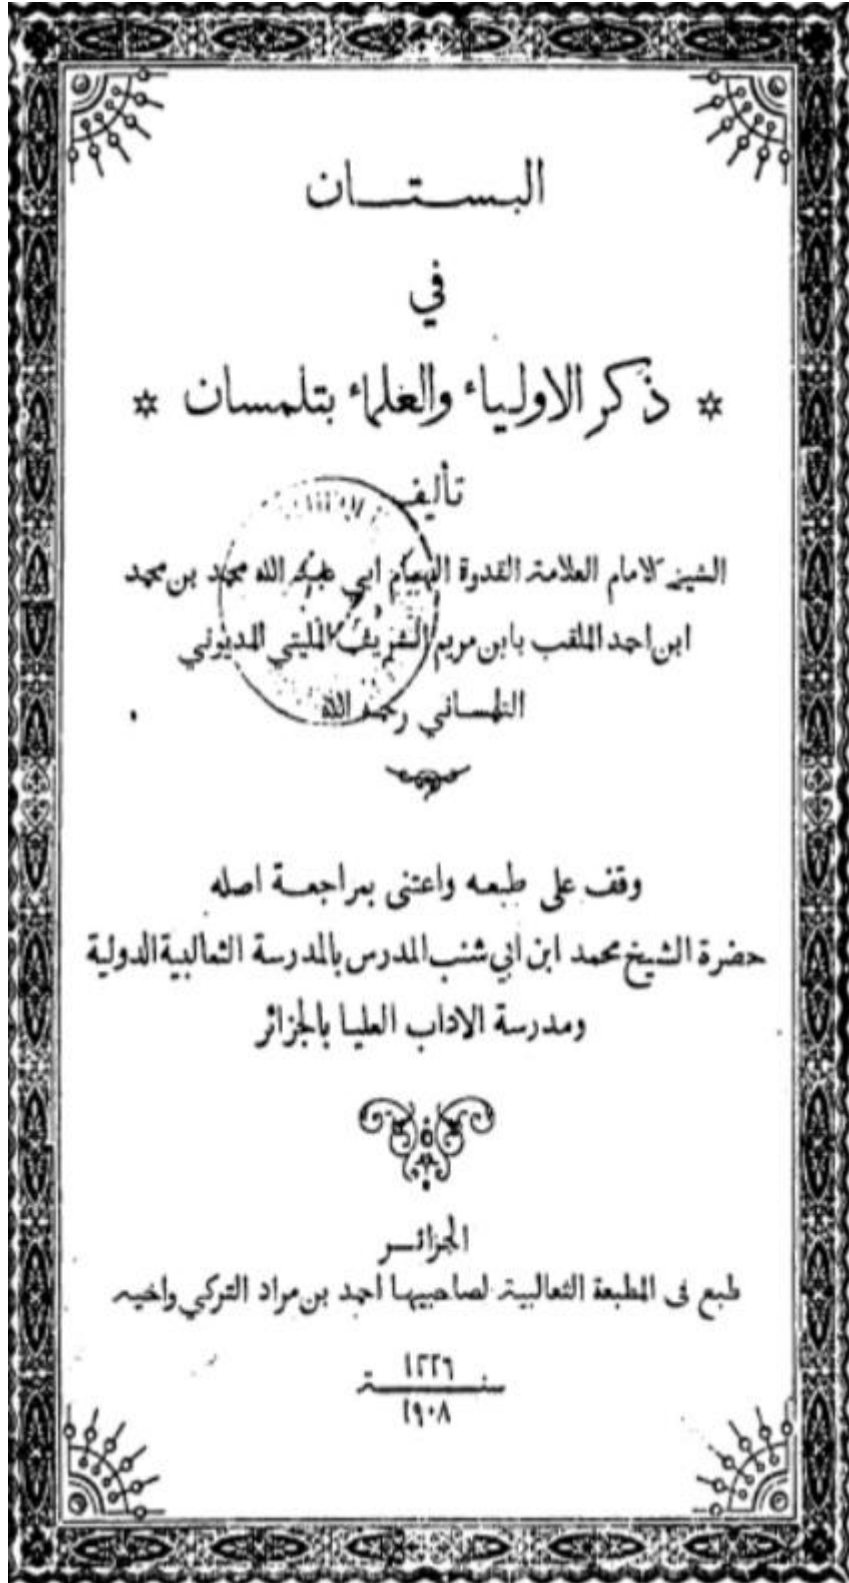 البستان
في
ذكر الاولياء والعلماء بتلمسان
تأليف
الشيخ الامام العلامة القدوة الهمام ابي عبد الله محمد بن محمد
ابن احمد الملقب بابن مريم الشريف المليتي المديوني
التلمساني رحمه الله
وقف على طبعه واعتنى بمراجعة اصله
حضرة الشيخ محمد ابن ابي شنب المدرس بالمدرسة الثعالبية الدولية
ومدرسة الاداب العليا بالجزائر
الجزائر
طبع في المطبعة الثعالبية لصاحبيها احمد بن مراد التركي واخيه
سنة ١٣٢٦
١٩٠٨